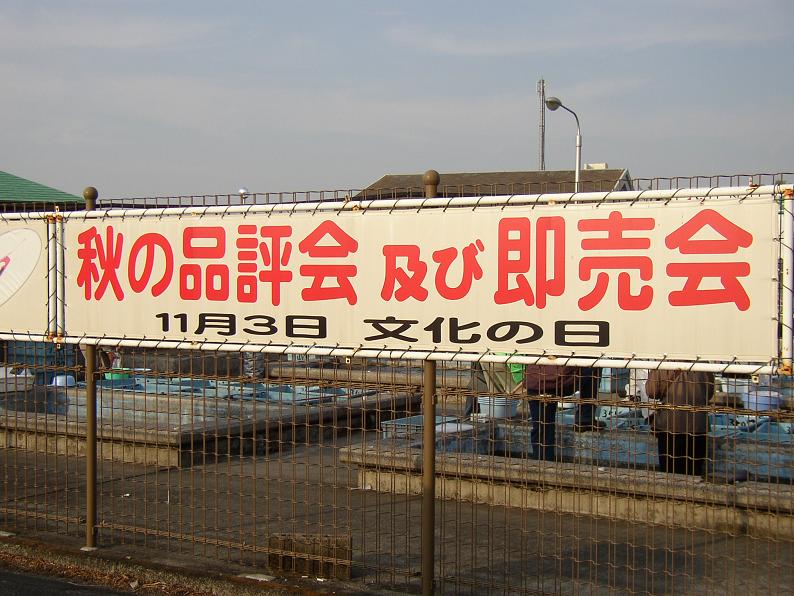 秋の品評会 及び 即売会
11月3日 文化の日